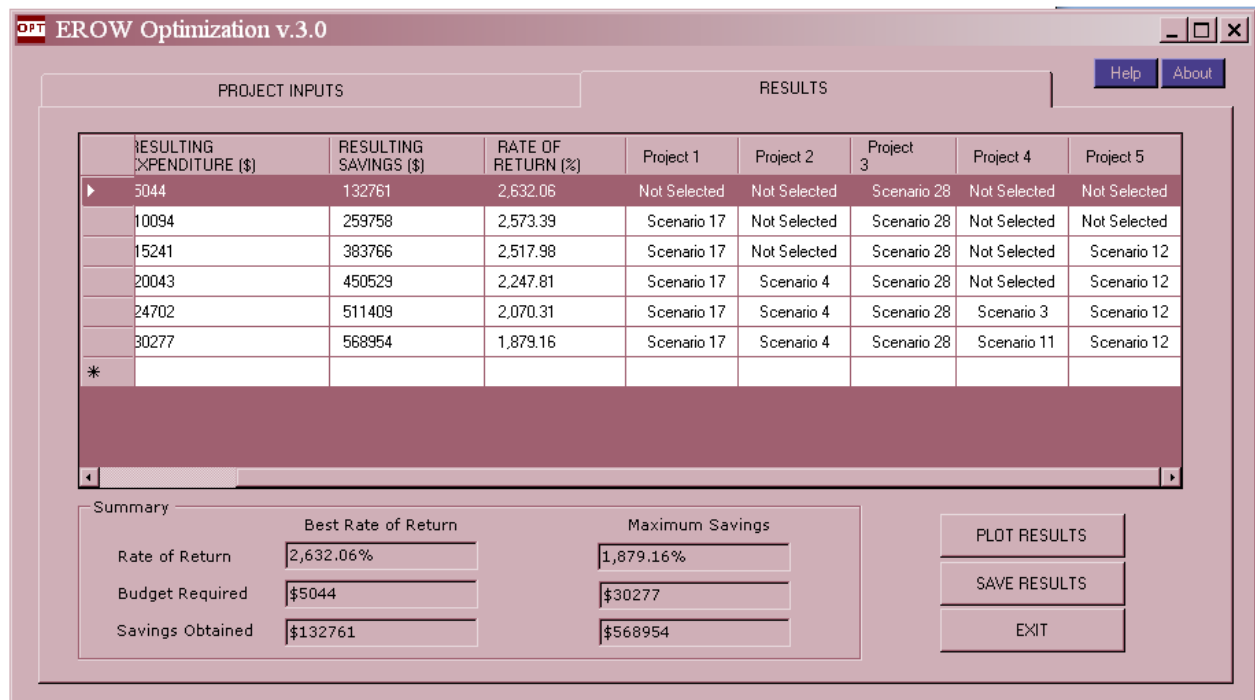 OPT EROW Optimization v.3.0
Help About
PROJECT INPUTS RESULTS
RESULTING EXPENDITURE ($) RESULTING SAVINGS ($) RATE OF RETURN (%) Project 1 Project 2 Project 3 Project 4 Project 5
5044 132761 2,632.06 Not Selected Not Selected Scenario 28 Not Selected Not Selected
10094 259758 2,573.39 Scenario 17 Not Selected Scenario 28 Not Selected Not Selected
15241 383766 2,517.98 Scenario 17 Not Selected Scenario 28 Not Selected Scenario 12
20043 450529 2,247.81 Scenario 17 Scenario 4 Scenario 28 Not Selected Scenario 12
24702 511409 2,070.31 Scenario 17 Scenario 4 Scenario 28 Scenario 3 Scenario 12
30277 568954 1,879.16 Scenario 17 Scenario 4 Scenario 28 Scenario 11 Scenario 12
Summary
Best Rate of Return Maximum Savings
Rate of Return 2,632.06% 1,879.16%
Budget Required $5044 $30277
Savings Obtained $132761 $568954
PLOT RESULTS
SAVE RESULTS
EXIT